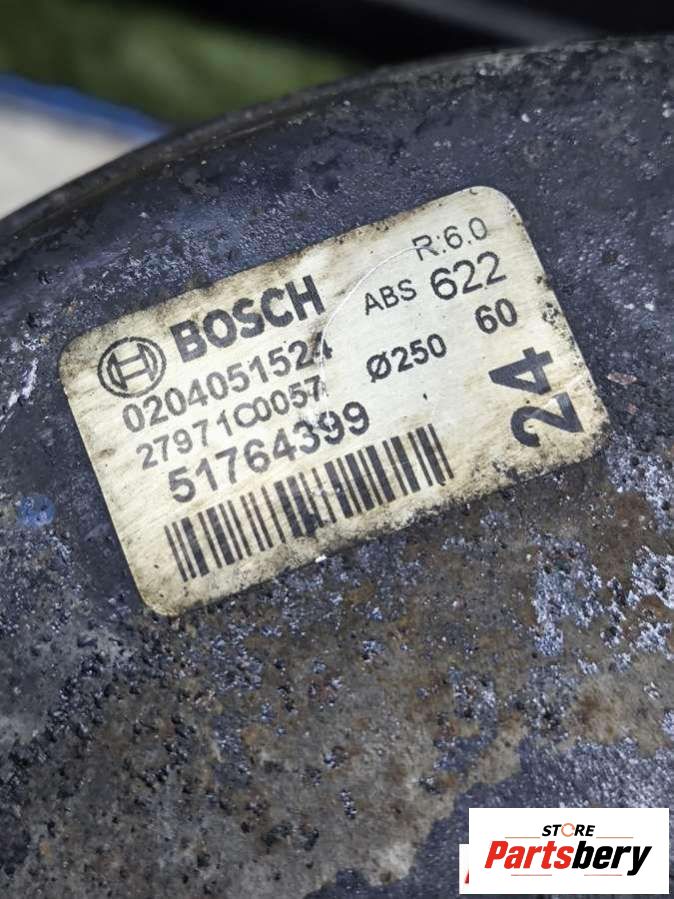 BOSCH
0204051524
27971C0057
51764399
R:6.0
ABS 622
Ø250 60
24
STORE
Partsbery